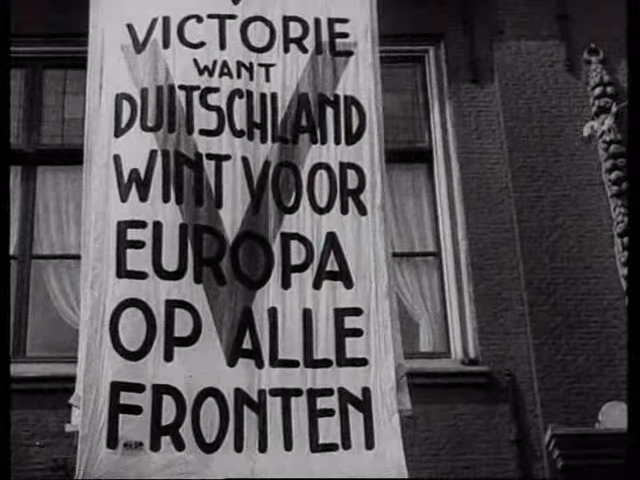 VICTORIE
WANT
DUITSCHLAND
WINT VOOR
EUROPA
OP ALLE
FRONTEN